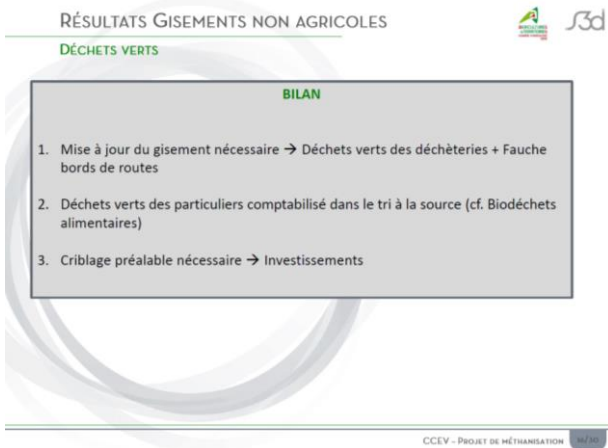 RÉSULTATS GISEMENTS NON AGRICOLES
DÉCHETS VERTS
S3d
BILAN
1. Mise à jour du gisement nécessaire → Déchets verts des déchèteries + Fauche
bords de routes
2. Déchets verts des particuliers comptabilisé dans le tri à la source (cf. Biodéchets
alimentaires)
3. Criblage préalable nécessaire → Investissements
CCEV - PROJET DE MÉTHANISATION